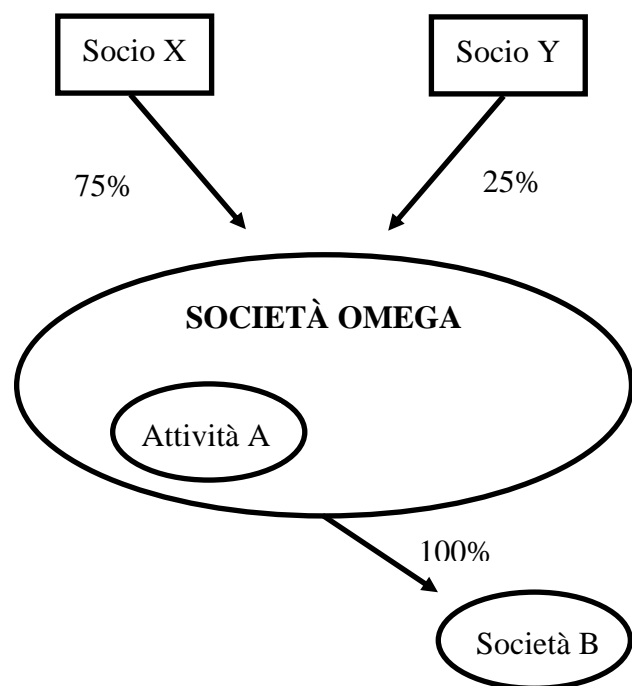 Socio X
Socio Y
75%
25%
SOCIETÀ OMEGA
Attività A
100%
Società B